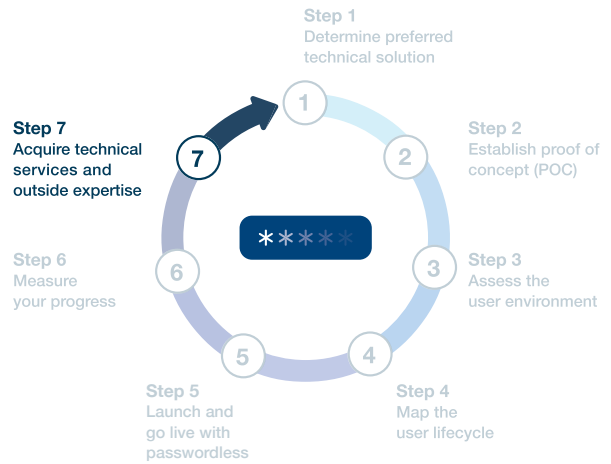 Step 1
Determine preferred
technical solution
1
Step 2
Establish proof of
concept (POC)
2
Step 3
Assess the
user environment
3
Step 4
Map the
user lifecycle
4
Step 5
Launch and
go live with
passwordless
5
Step 6
Measure
your progress
6
Step 7
Acquire technical
services and
outside expertise
7
*****